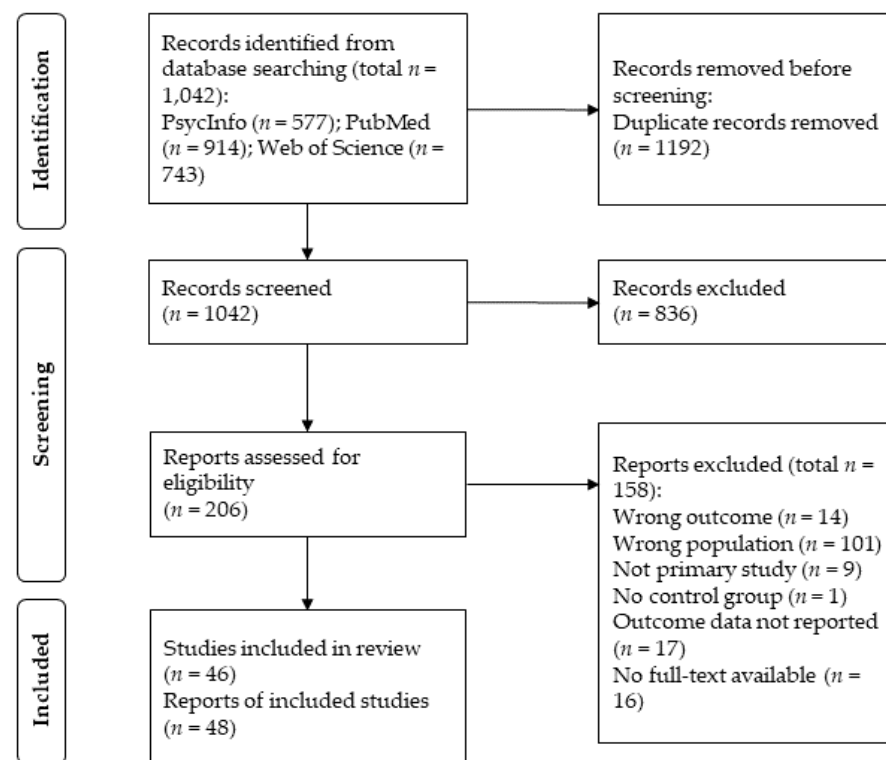 Identification
Records identified from
database searching (total n =
1,042):
PsycInfo (n = 577); PubMed
(n = 914); Web of Science (n =
743)
Records removed before
screening:
Duplicate records removed
(n = 1192)
Screening
Records screened
(n = 1042)
Records excluded
(n = 836)
Reports assessed for
eligibility
(n = 206)
Reports excluded (total n =
158):
Wrong outcome (n = 14)
Wrong population (n = 101)
Not primary study (n = 9)
No control group (n = 1)
Outcome data not reported
(n = 17)
No full-text available (n =
16)
Included
Studies included in review
(n = 46)
Reports of included studies
(n = 48)